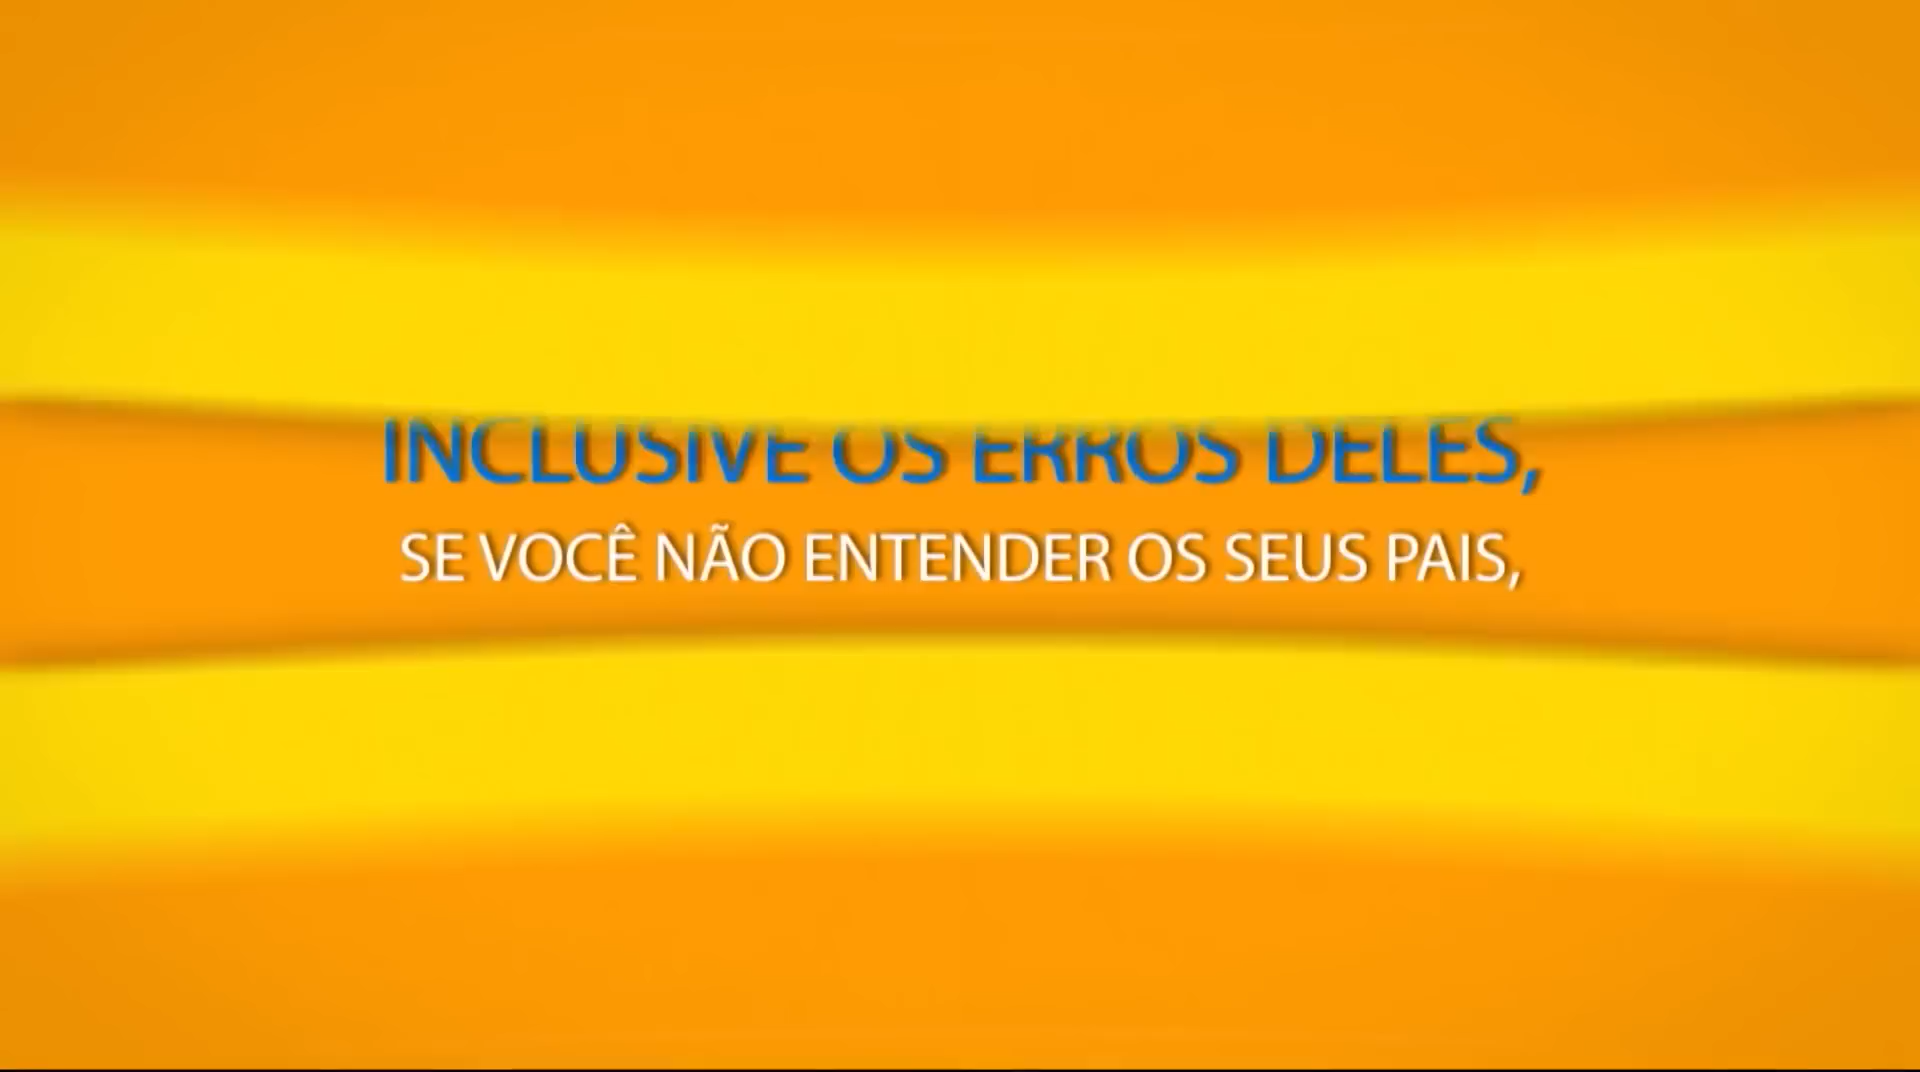 INCLUSIVE OS ERROS DELES,
SE VOCÊ NÃO ENTENDER OS SEUS PAIS,